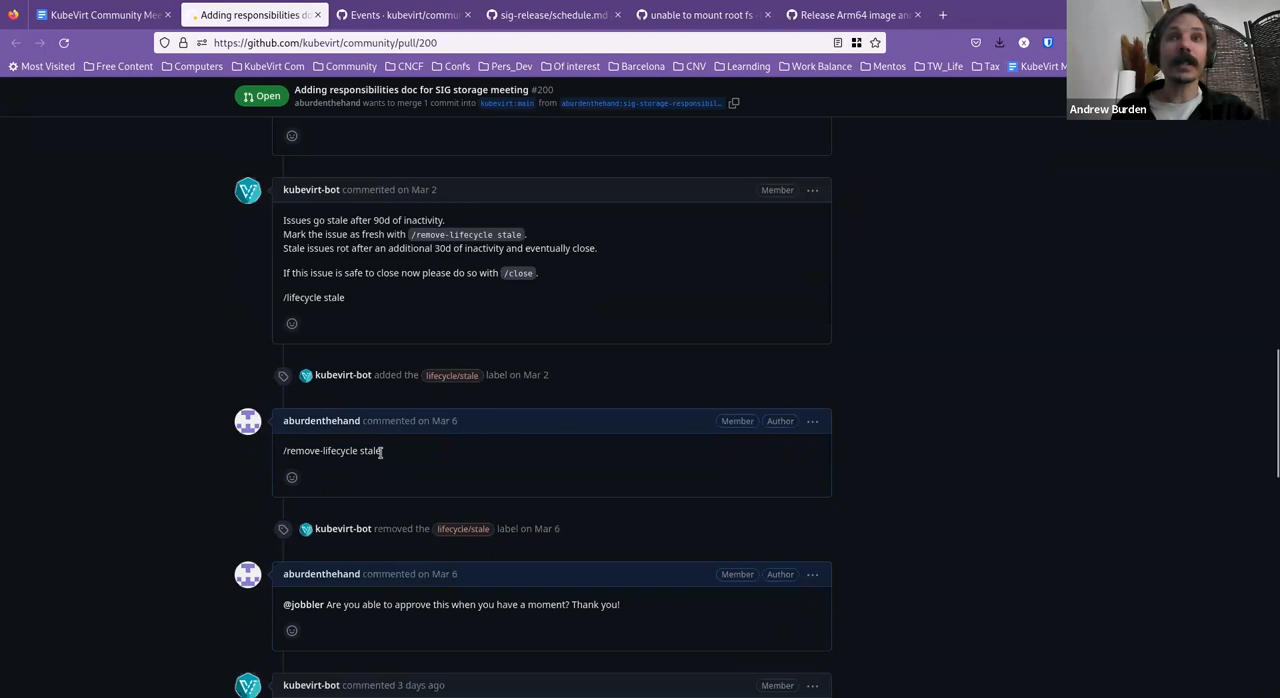 KubeVirt Community Mee
Adding responsibilities do
Events · kubevirt/commu
sig-release/schedule.md
unable to mount root fs
Release Arm64 image an
https://github.com/kubevirt/community/pull/200
Most Visited
Free Content
Computers
KubeVirt Com
Community
CNCF
Confs
Pers_Dev
Of interest
Barcelona
CNV
Learnding
Work Balance
Mentos
TW_Life
Tax
KubeVirt M
Andrew Burden
Open
Adding responsibilities doc for SIG storage meeting #200
aburdenthehand wants to merge 1 commit into kubevirt:main from aburdenthehand:sig-storage-responsibil…
kubevirt-bot commented on Mar 2
Member
Issues go stale after 90d of inactivity.
Mark the issue as fresh with /remove-lifecycle stale.
Stale issues rot after an additional 30d of inactivity and eventually close.
If this issue is safe to close now please do so with /close.
/lifecycle stale
kubevirt-bot added the lifecycle/stale label on Mar 2
aburdenthehand commented on Mar 6
Member
Author
/remove-lifecycle stale
kubevirt-bot removed the lifecycle/stale label on Mar 6
aburdenthehand commented on Mar 6
Member
Author
@jobbler Are you able to approve this when you have a moment? Thank you!
kubevirt-bot commented 3 days ago
Member